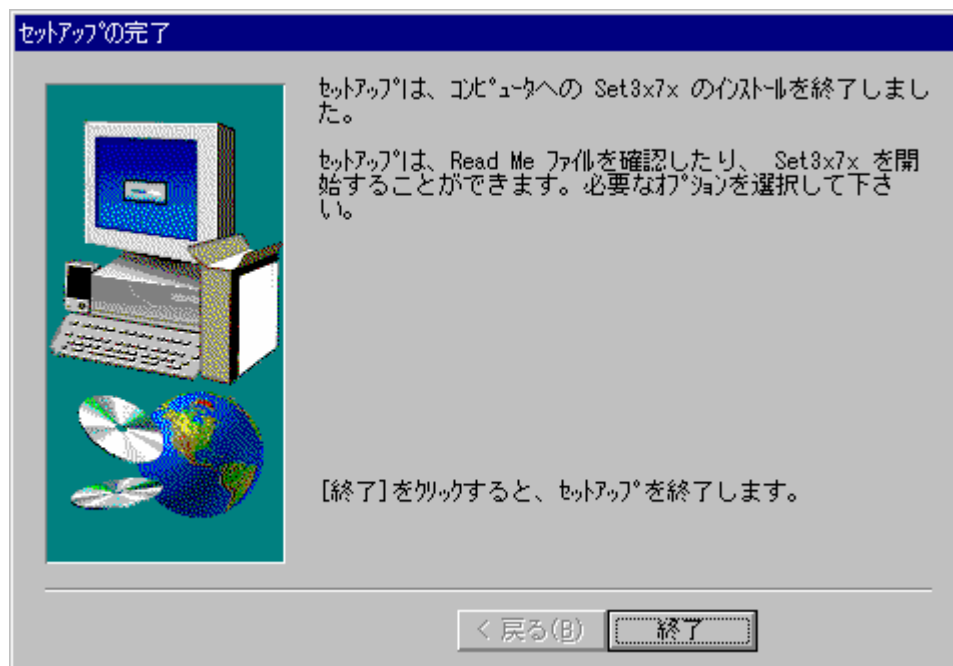 ｾｯﾄｱｯﾌﾟの完了
ｾｯﾄｱｯﾌﾟは、ｺﾝﾋﾟｭｰﾀへの Set3x7x のｲﾝｽﾄｰﾙを終了しまし
た。
ｾｯﾄｱｯﾌﾟは、Read Me ﾌｧｲﾙを確認したり、 Set3x7x を開
始することができます。必要なｵﾌﾟｼｮﾝを選択して下さ
い。
[終了]をｸﾘｯｸすると、ｾｯﾄｱｯﾌﾟを終了します。
< 戻る(B)
終了